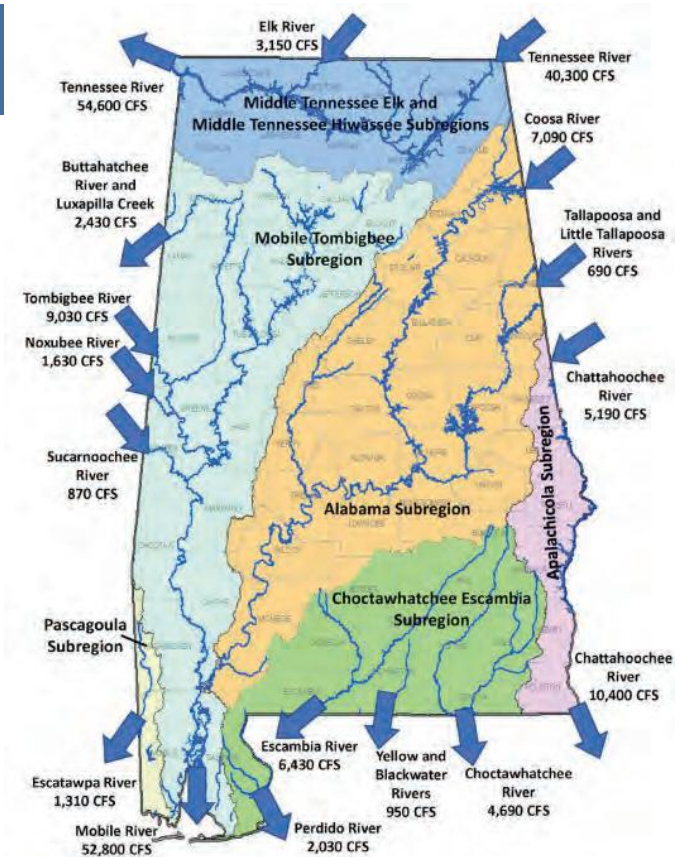 Elk River
3,150 CFS
Tennessee River
54,600 CFS
Tennessee River
40,300 CFS
Middle Tennessee Elk and
Middle Tennessee Hiwassee Subregions
Coosa River
7,090 CFS
Buttahatchee
River and
Luxapilla Creek
2,430 CFS
Mobile Tombigbee
Subregion
Tallapoosa and
Little Tallapoosa
Rivers
690 CFS
Tombigbee River
9,030 CFS
Noxubee River
1,630 CFS
Chattahoochee
River
5,190 CFS
Sucarnoochee
River
870 CFS
Apalachicola Subregion
Alabama Subregion
Choctawhatchee Escambia
Subregion
Pascagoula
Subregion
Chattahoochee
River
10,400 CFS
Escatawpa River
1,310 CFS
Mobile River
52,800 CFS
Perdido River
2,030 CFS
Escambia River
6,430 CFS
Yellow and
Blackwater
Rivers
950 CFS
Choctawhatchee
River
4,690 CFS